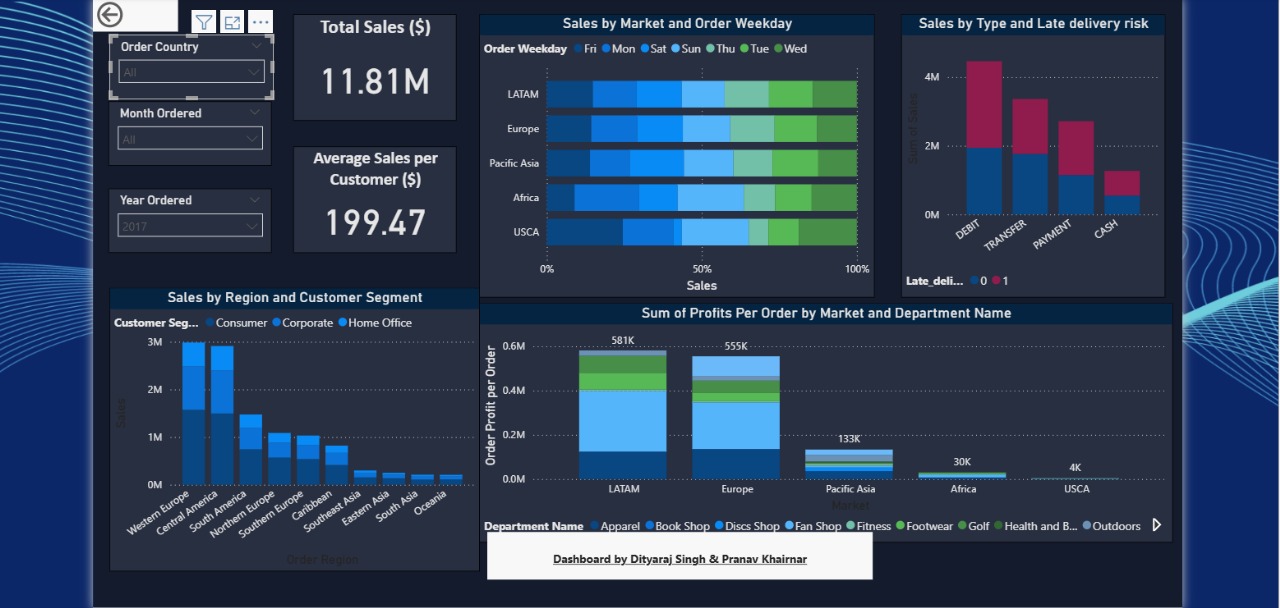 Order Country
All
Month Ordered
All
Year Ordered
2017
Total Sales ($)
11.81M
Average Sales per
Customer ($)
199.47
Sales by Market and Order Weekday
Order Weekday Fri Mon Sat Sun Thu Tue Wed
LATAM
Europe
Pacific Asia
Africa
USCA
0% 50% 100%
Sales
Sales by Type and Late delivery risk
Sum of Sales
4M
2M
0M
DEBIT TRANSFER PAYMENT CASH
Late_deli... 0 1
Sales by Region and Customer Segment
Customer Seg... Consumer Corporate Home Office
Sales
3M
2M
1M
0M
Western Europe Central America South America Northern Europe Southern Europe Caribbean Southeast Asia Eastern Asia South Asia Oceania
Order Region
Sum of Profits Per Order by Market and Department Name
Order Profit per Order
0.6M
0.4M
0.2M
0.0M
581K 555K 133K 30K 4K
LATAM Europe Pacific Asia Africa USCA
Market
Department Name Apparel Book Shop Discs Shop Fan Shop Fitness Footwear Golf Health and B... Outdoors
Dashboard by Dityaraj Singh & Pranav Khairnar